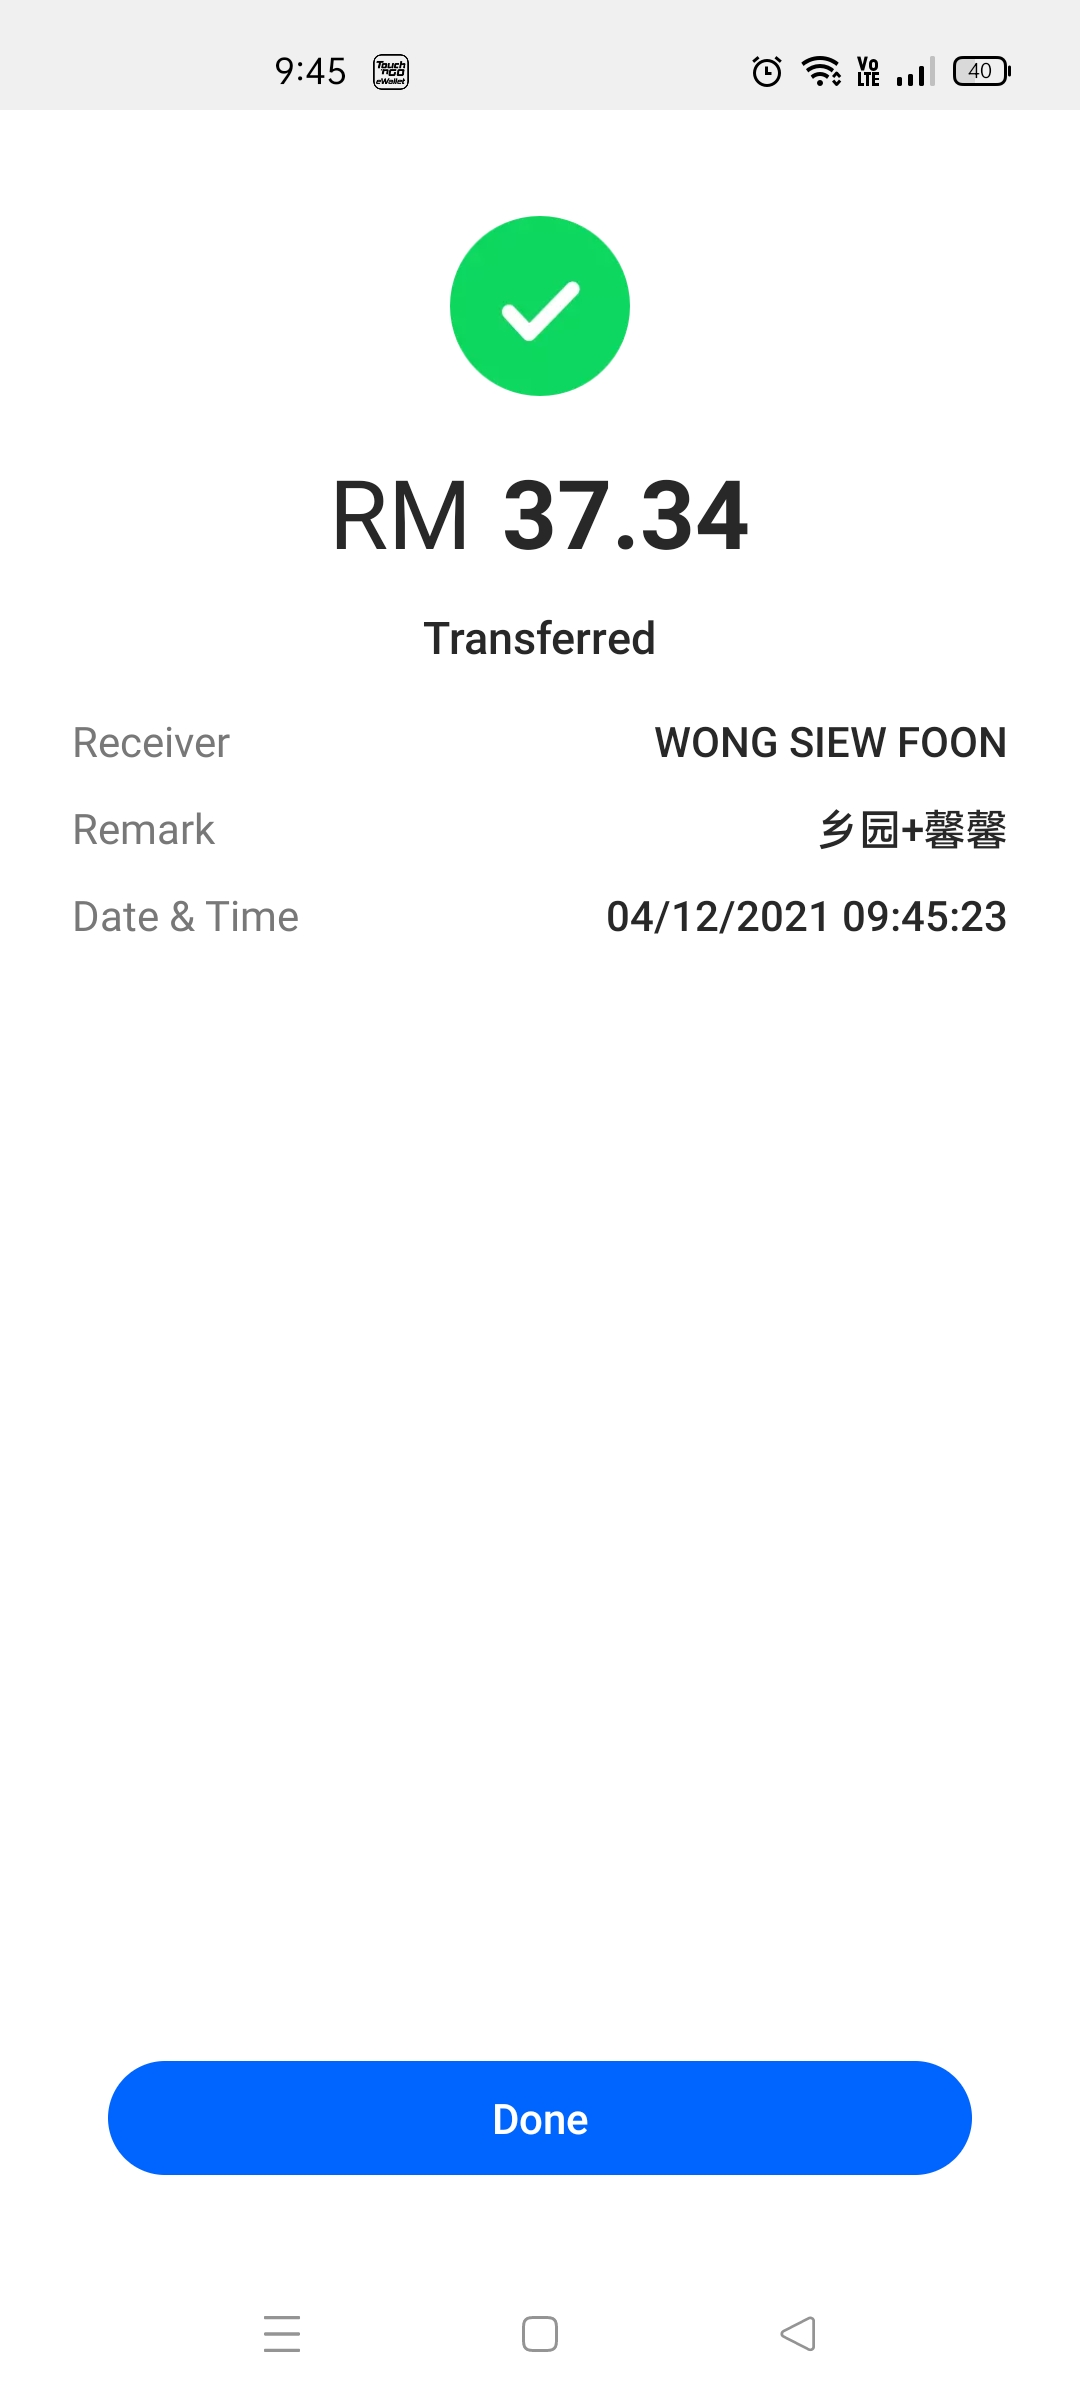 9:45 Touch 'nGO eWallet Vo LTE 40
RM 37.34
Transferred
Receiver WONG SIEW FOON
Remark 乡园+馨馨
Date & Time 04/12/2021 09:45:23
Done